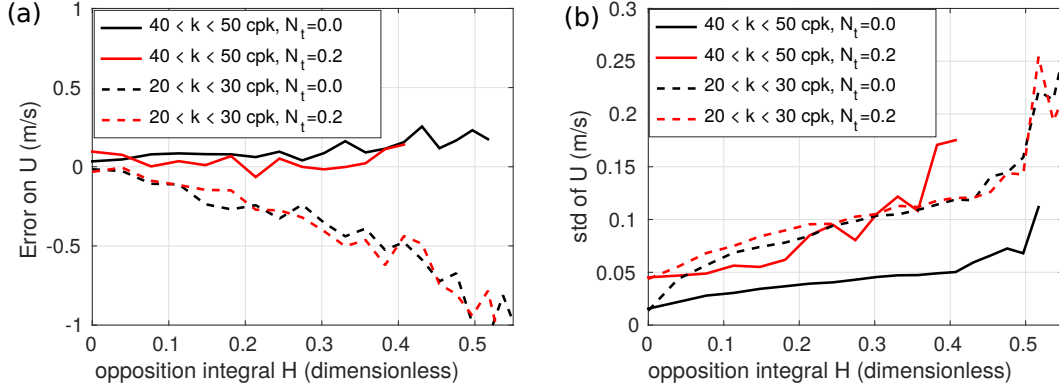 (a)
1
0.5
0
-0.5
-1
Error on U (m/s)
40 < k < 50 cpk, N_t=0.0
40 < k < 50 cpk, N_t=0.2
20 < k < 30 cpk, N_t=0.0
20 < k < 30 cpk, N_t=0.2
0 0.1 0.2 0.3 0.4 0.5
opposition integral H (dimensionless)
(b)
0.3
0.25
0.2
0.15
0.1
0.05
0
std of U (m/s)
40 < k < 50 cpk, N_t=0.0
40 < k < 50 cpk, N_t=0.2
20 < k < 30 cpk, N_t=0.0
20 < k < 30 cpk, N_t=0.2
0 0.1 0.2 0.3 0.4 0.5
opposition integral H (dimensionless)